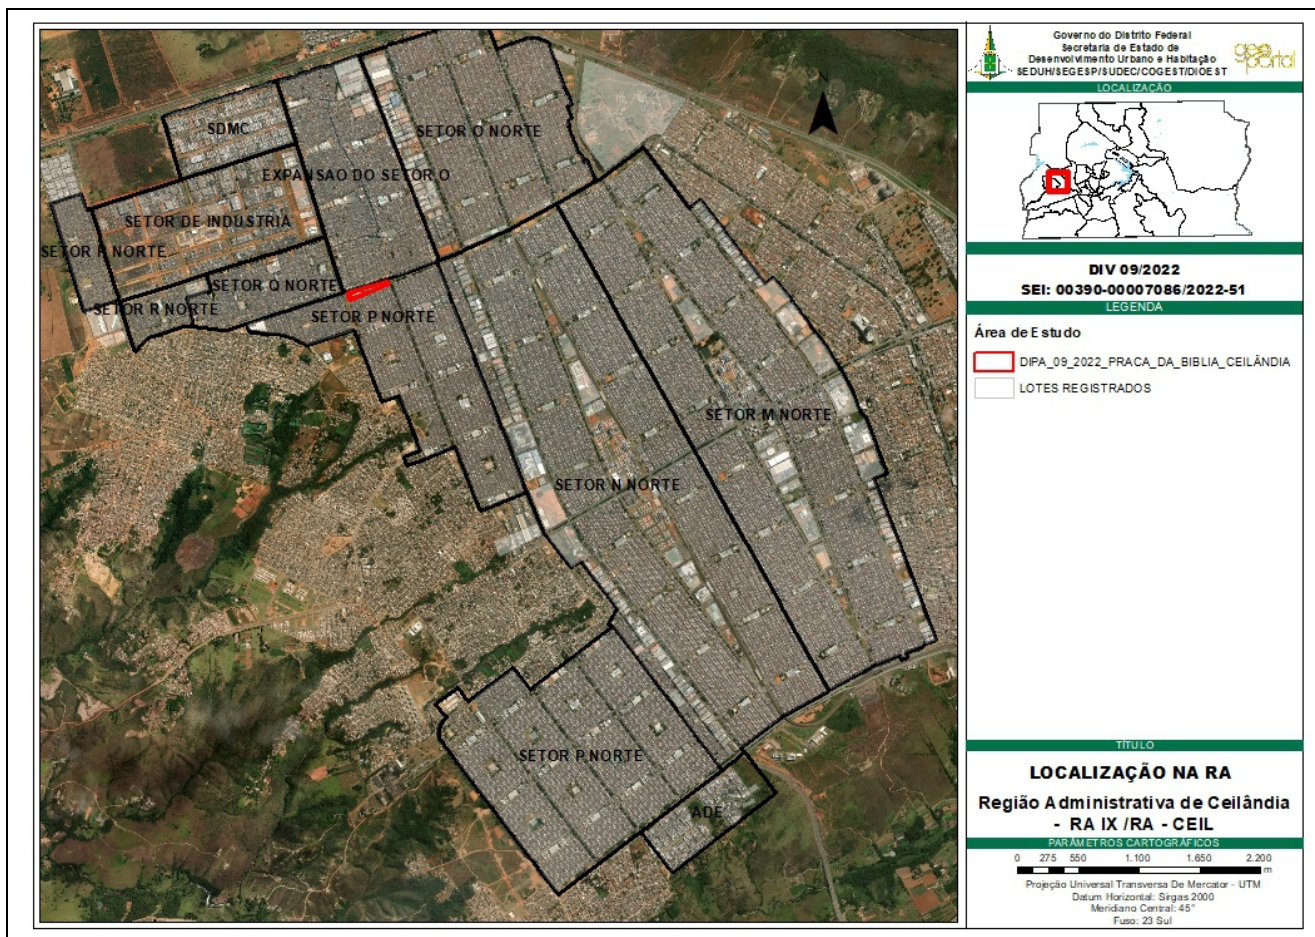 SDMC
SETOR O NORTE
EXPANSAO DO SETOR O
SETOR DE INDUSTRIA
SETOR R NORTE
SETOR Q NORTE
SETOR R NORTE
SETOR P NORTE
SETOR M NORTE
SETOR N NORTE
SETOR P NORTE
ADE
N
Governo do Distrito Federal
Secretaria de Estado de
Desenvolvimento Urbano e Habitação
SEDUH/SEGESP/SUDEC/COGEST/DIOEST
geo
portal
LOCALIZAÇÃO
DIV 09/2022
SEI: 00390-00007086/2022-51
LEGENDA
Área de Estudo
DIPA_09_2022_PRACA_DA_BIBLIA_CEILÂNDIA
LOTES REGISTRADOS
TÍTULO
LOCALIZAÇÃO NA RA
Região Administrativa de Ceilândia
- RA IX /RA - CEIL
PARÂMETROS CARTOGRÁFICOS
0 275 550 1.100 1.650 2.200
m
Projeção Universal Transversa De Mercator - UTM
Datum Horizontal: Sirgas 2000
Meridiano Central: 45°
Fuso: 23 Sul